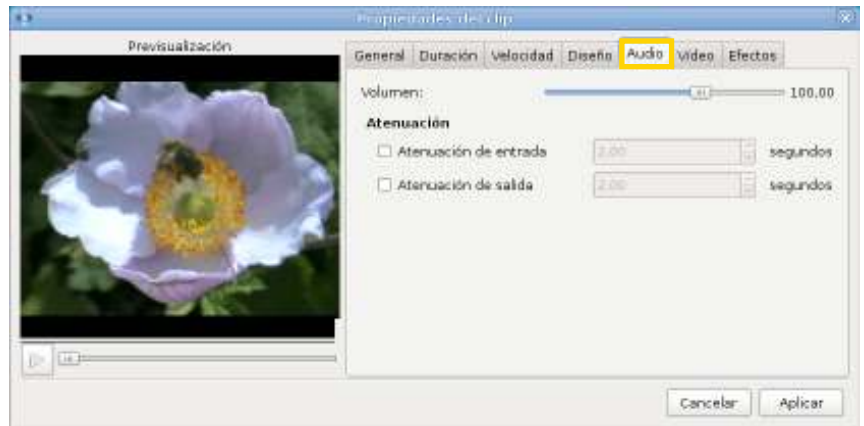 Propiedades del clip
Previsualización
General Duración Velocidad Diseño Audio Vídeo Efectos
Volumen: 100,00
Atenuación
Atenuación de entrada 2,00 segundos
Atenuación de salida 2,00 segundos
Cancelar Aplicar